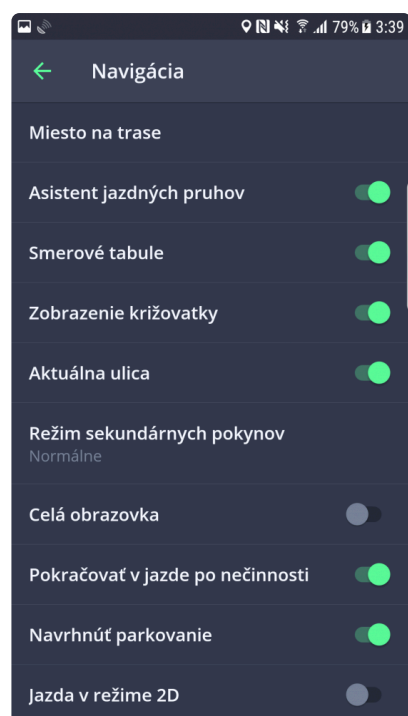 79% 3:39
Navigácia
Miesto na trase
Asistent jazdných pruhov
Smerové tabule
Zobrazenie križovatky
Aktuálna ulica
Režim sekundárnych pokynov
Normálne
Celá obrazovka
Pokračovať v jazde po nečinnosti
Navrhnúť parkovanie
Jazda v režime 2D